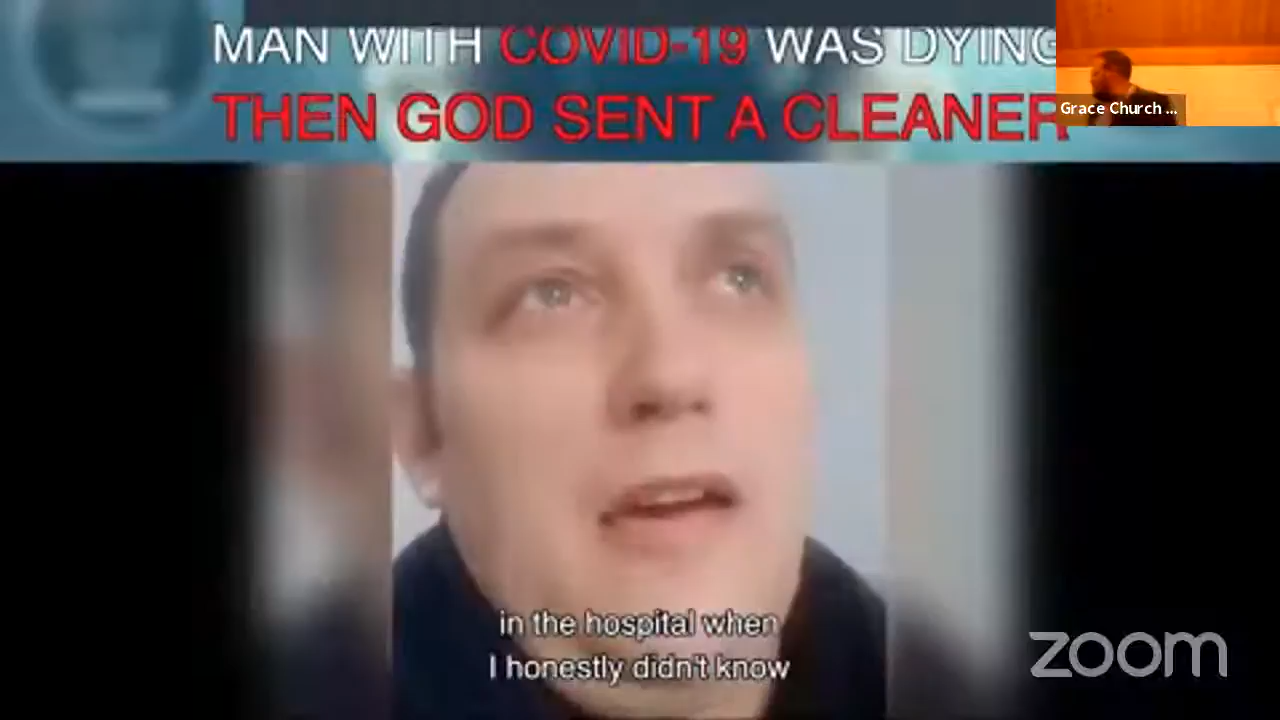 MAN WITH COVID-19 WAS DYING
THEN GOD SENT A CLEANER
Grace Church ...
in the hospital when
I honestly didn't know
zoom